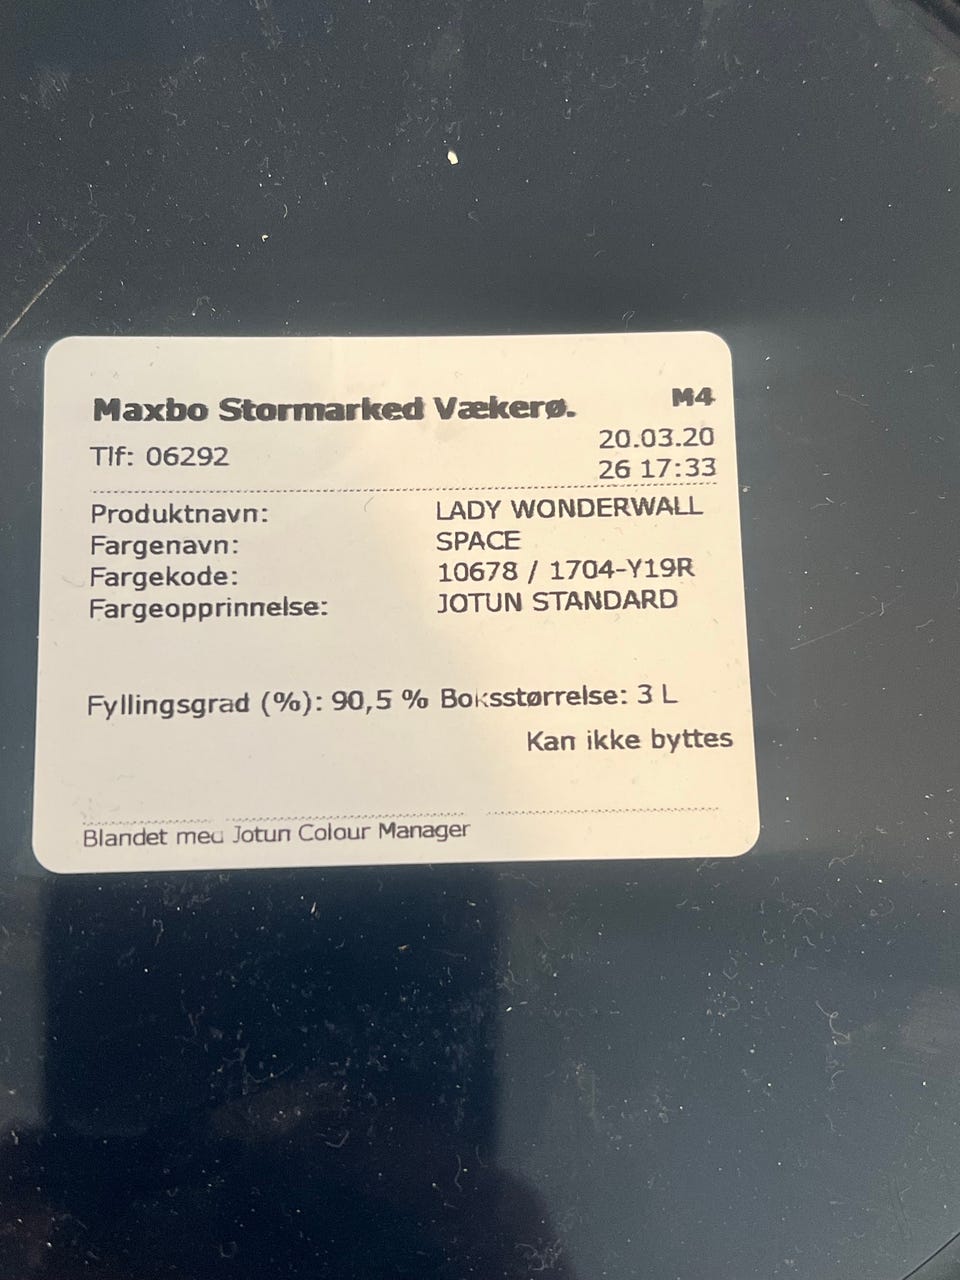 Maxbo Stormarked Vækerø. M4
Tlf: 06292 20.03.20
26 17:33
Produktnavn: LADY WONDERWALL
Fargenavn: SPACE
Fargekode: 10678 / 1704-Y19R
Fargeopprinnelse: JOTUN STANDARD
Fyllingsgrad (%): 90,5 % Boksstørrelse: 3 L
Kan ikke byttes
Blandet med Jotun Colour Manager